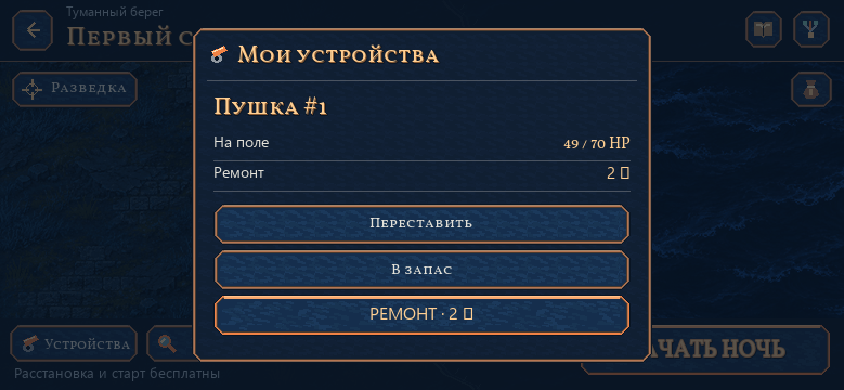 Туманный берег
Первый с
Мои устройства
Разведка
Пушка #1
На поле 49 / 70 HP
Ремонт 2 ▯
Переставить
В запас
РЕМОНТ · 2 ▯
Устройства
чать ночь
Расстановка и старт бесплатны